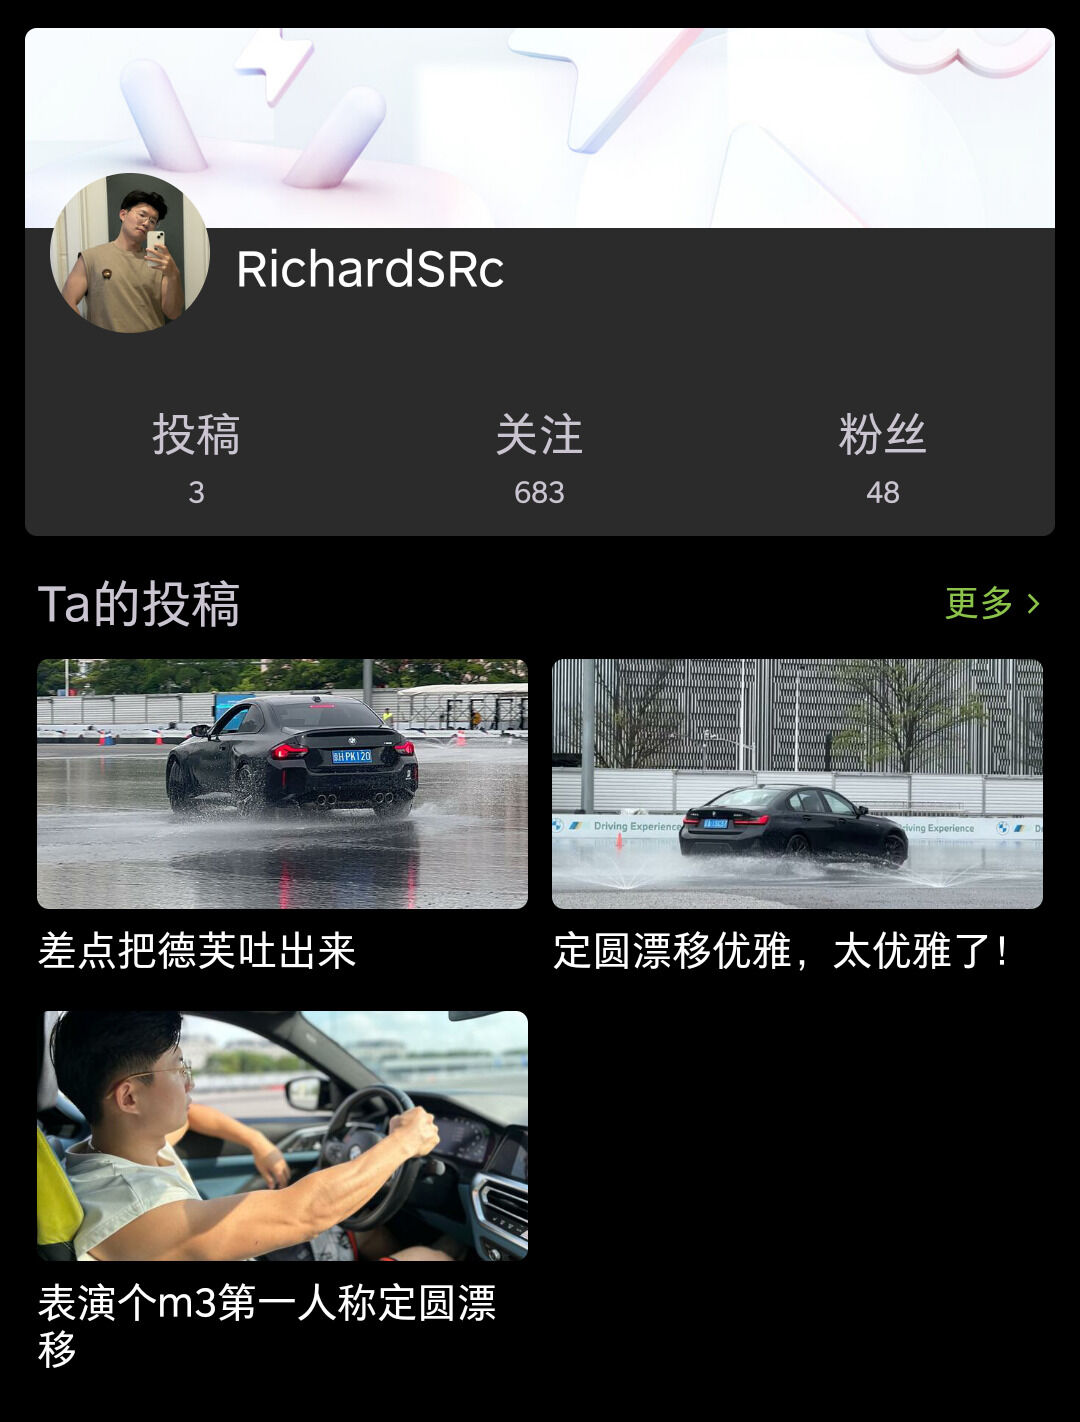 RichardSRc
投稿 关注 粉丝
3 683 48
Ta的投稿 更多 >
PK120
Driving Experience
Driving Experience
差点把德芙吐出来
定圆漂移优雅，太优雅了！
表演个m3第一人称定圆漂
移